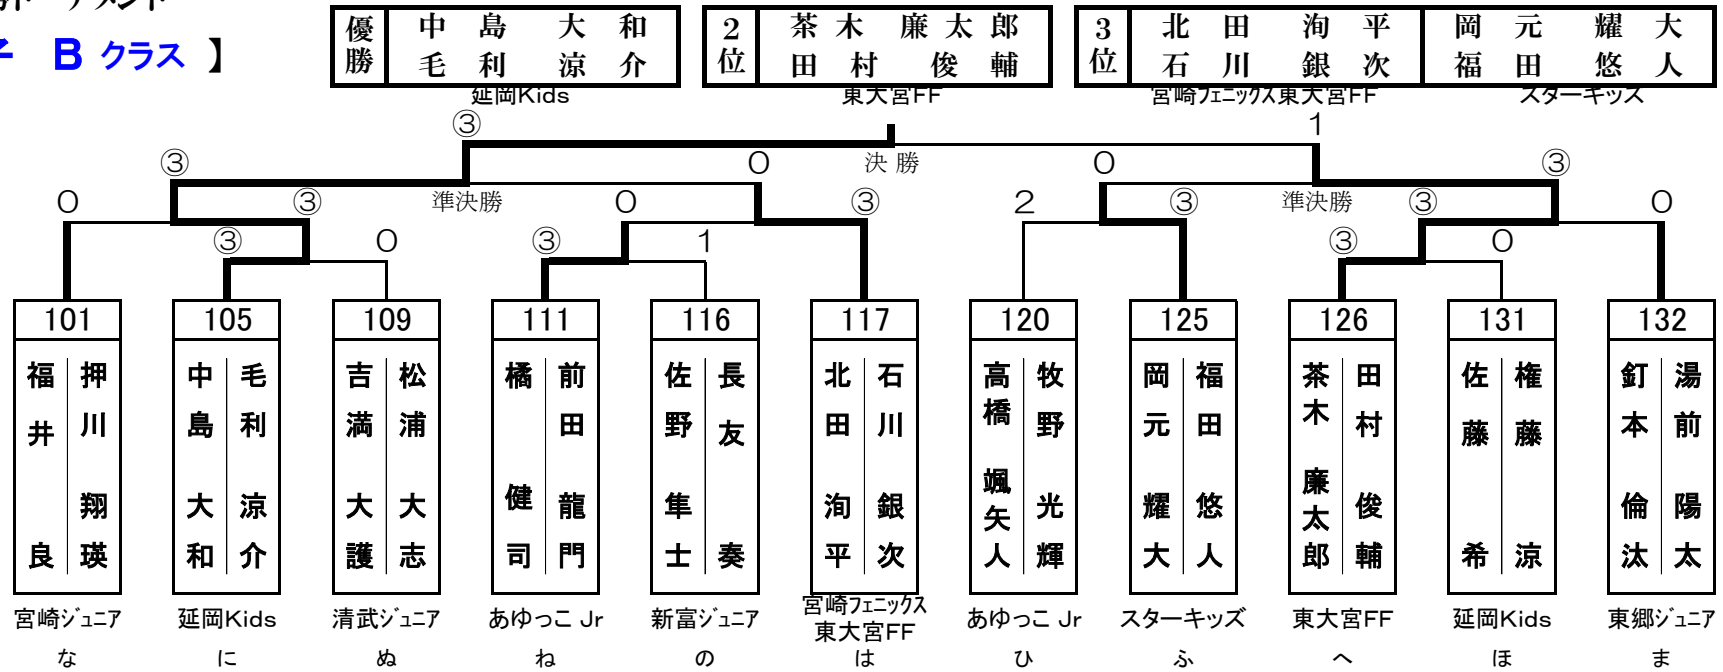 子 B クラス 】
優勝 中島 大和 毛利 涼介
延岡Kids
2位 茶木 廉太郎 田村 俊輔
東大宮FF
3位 北田 洵平 石川 銀次
宮崎フェニックス東大宮FF
岡元 耀大 福田 悠人
スターキッズ
③ 1
③ 0 決勝 0 ③
0 ③ 準決勝 0 ③ 2 ③ 準決勝 ③ 0
③ 0 ③ 1 ③ 0
101 105 109 111 116 117 120 125 126 131 132
福井 良 押川 翔瑛
中島 大和 毛利 涼介
吉満 大護 松浦 大志
橘 健司 前田 龍門
佐野 隼士 長友 奏
北田 洵平 石川 銀次
高橋 颯矢人 牧野 光輝
岡元 耀大 福田 悠人
茶木 廉太郎 田村 俊輔
佐藤 希 権藤 涼
釘本 倫汰 湯前 陽太
宮崎ジュニア 延岡Kids 清武ジュニア あゆっこ Jr 新富ジュニア 宮崎フェニックス東大宮FF あゆっこ Jr スターキッズ 東大宮FF 延岡Kids 東郷ジュニア
な に ぬ ね の は ひ ふ へ ほ ま